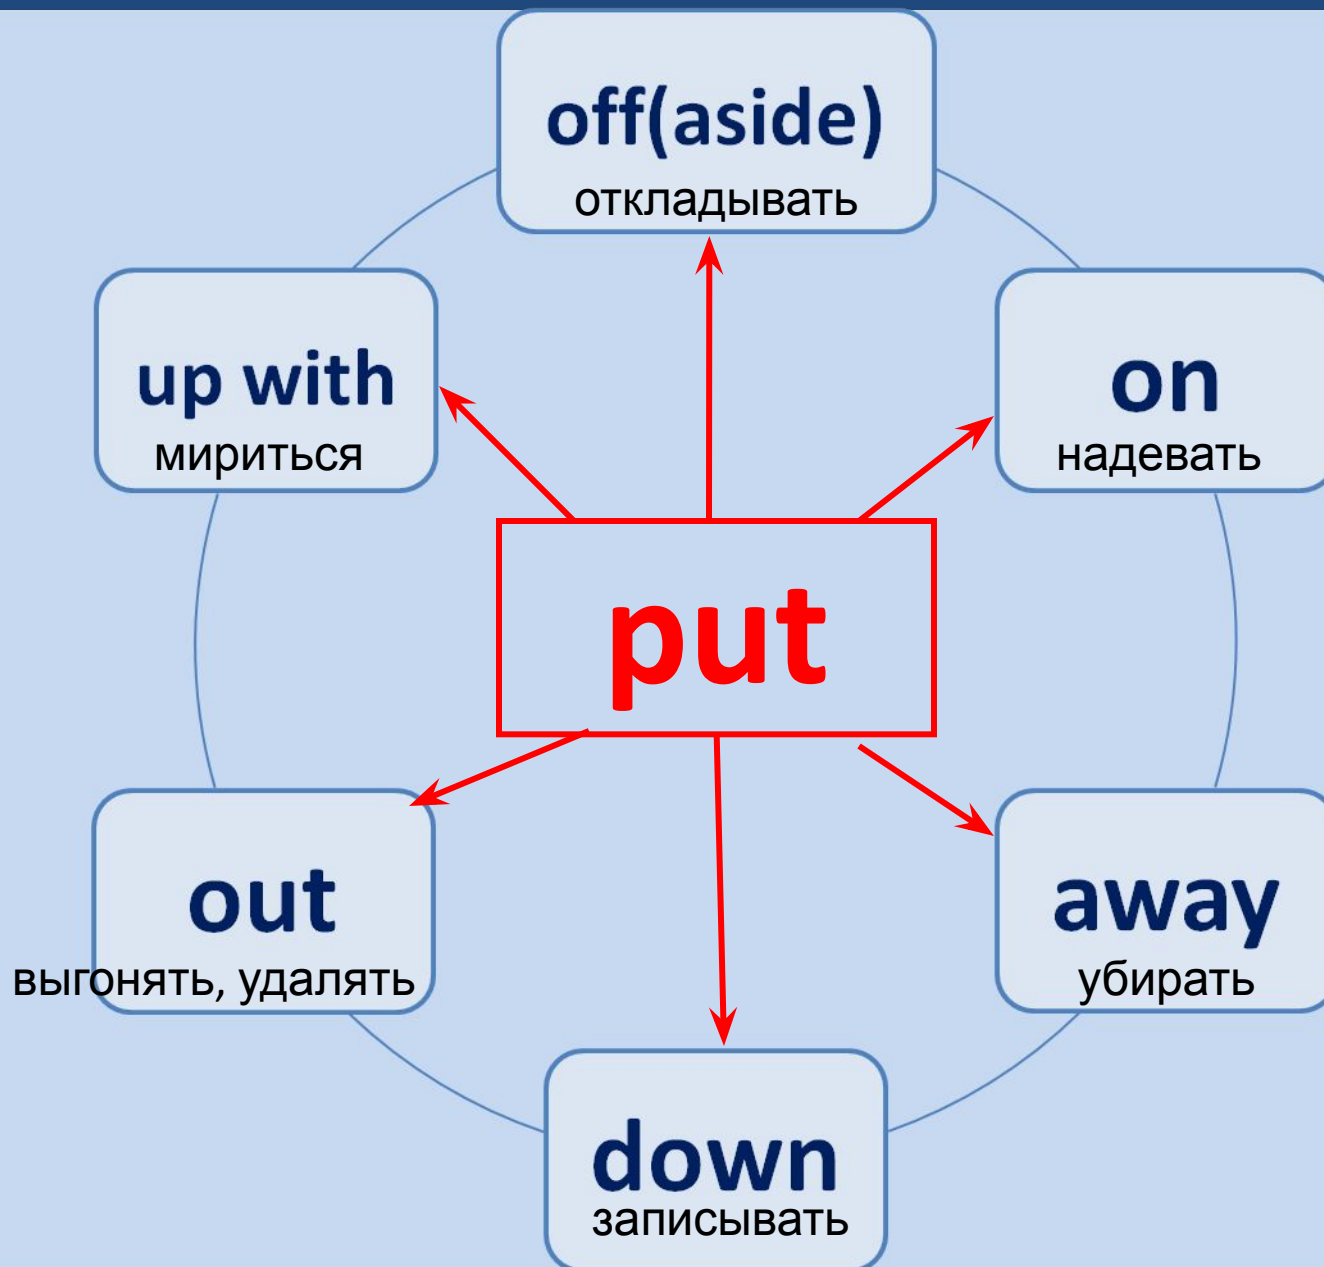 off(aside)
откладывать
up with
мириться
on
надевать
put
out
выгонять, удалять
away
убирать
down
записывать